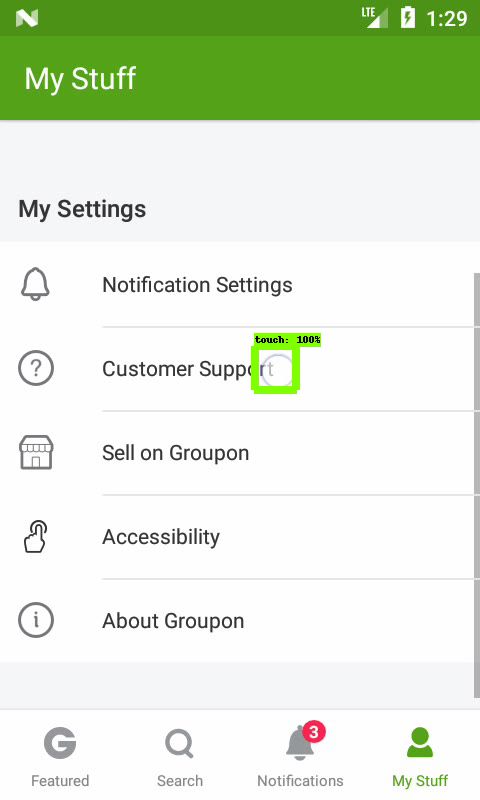 LTE 1:29
My Stuff
My Settings
Notification Settings
touch: 100%
Customer Support
Sell on Groupon
Accessibility
About Groupon
3
Featured Search Notifications My Stuff